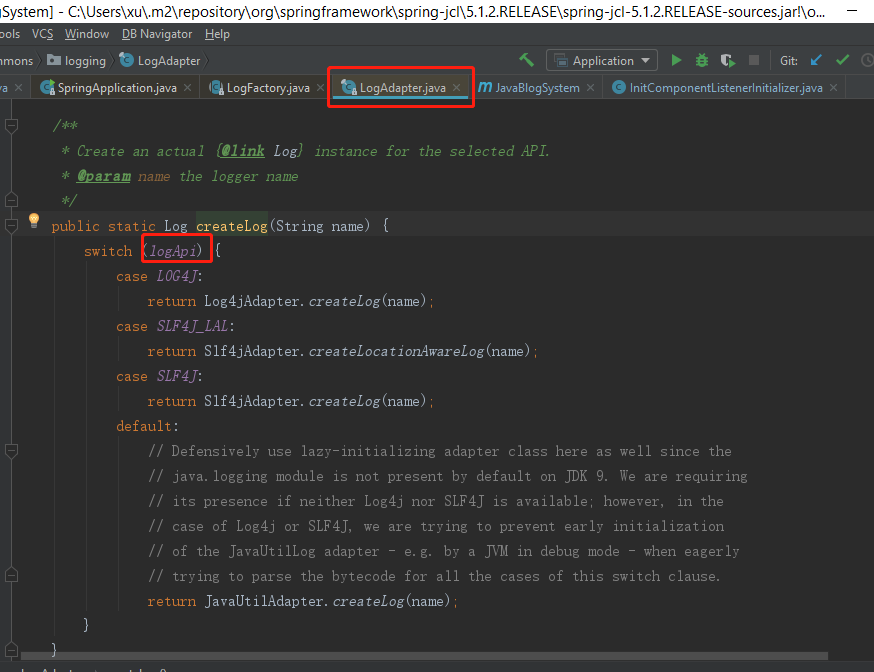 gSystem] - C:\Users\xu\.m2\repository\org\springframework\spring-jcl\5.1.2.RELEASE\spring-jcl-5.1.2.RELEASE-sources.jar!\o...
ools VCS Window DB Navigator Help
mmons logging LogAdapter Application Git:
va SpringApplication.java LogFactory.java LogAdapter.java JavaBlogSystem InitComponentListenerInitializer.java
/**
* Create an actual {@link Log} instance for the selected API.
* @param name the logger name
*/
public static Log createLog(String name) {
switch (logApi) {
case LOG4J:
return Log4jAdapter.createLog(name);
case SLF4J_LAL:
return Slf4jAdapter.createLocationAwareLog(name);
case SLF4J:
return Slf4jAdapter.createLog(name);
default:
// Defensively use lazy-initializing adapter class here as well since the
// java.logging module is not present by default on JDK 9. We are requiring
// its presence if neither Log4j nor SLF4J is available; however, in the
// case of Log4j or SLF4J, we are trying to prevent early initialization
// of the JavaUtilLog adapter - e.g. by a JVM in debug mode - when eagerly
// trying to parse the bytecode for all the cases of this switch clause.
return JavaUtilAdapter.createLog(name);
}
}